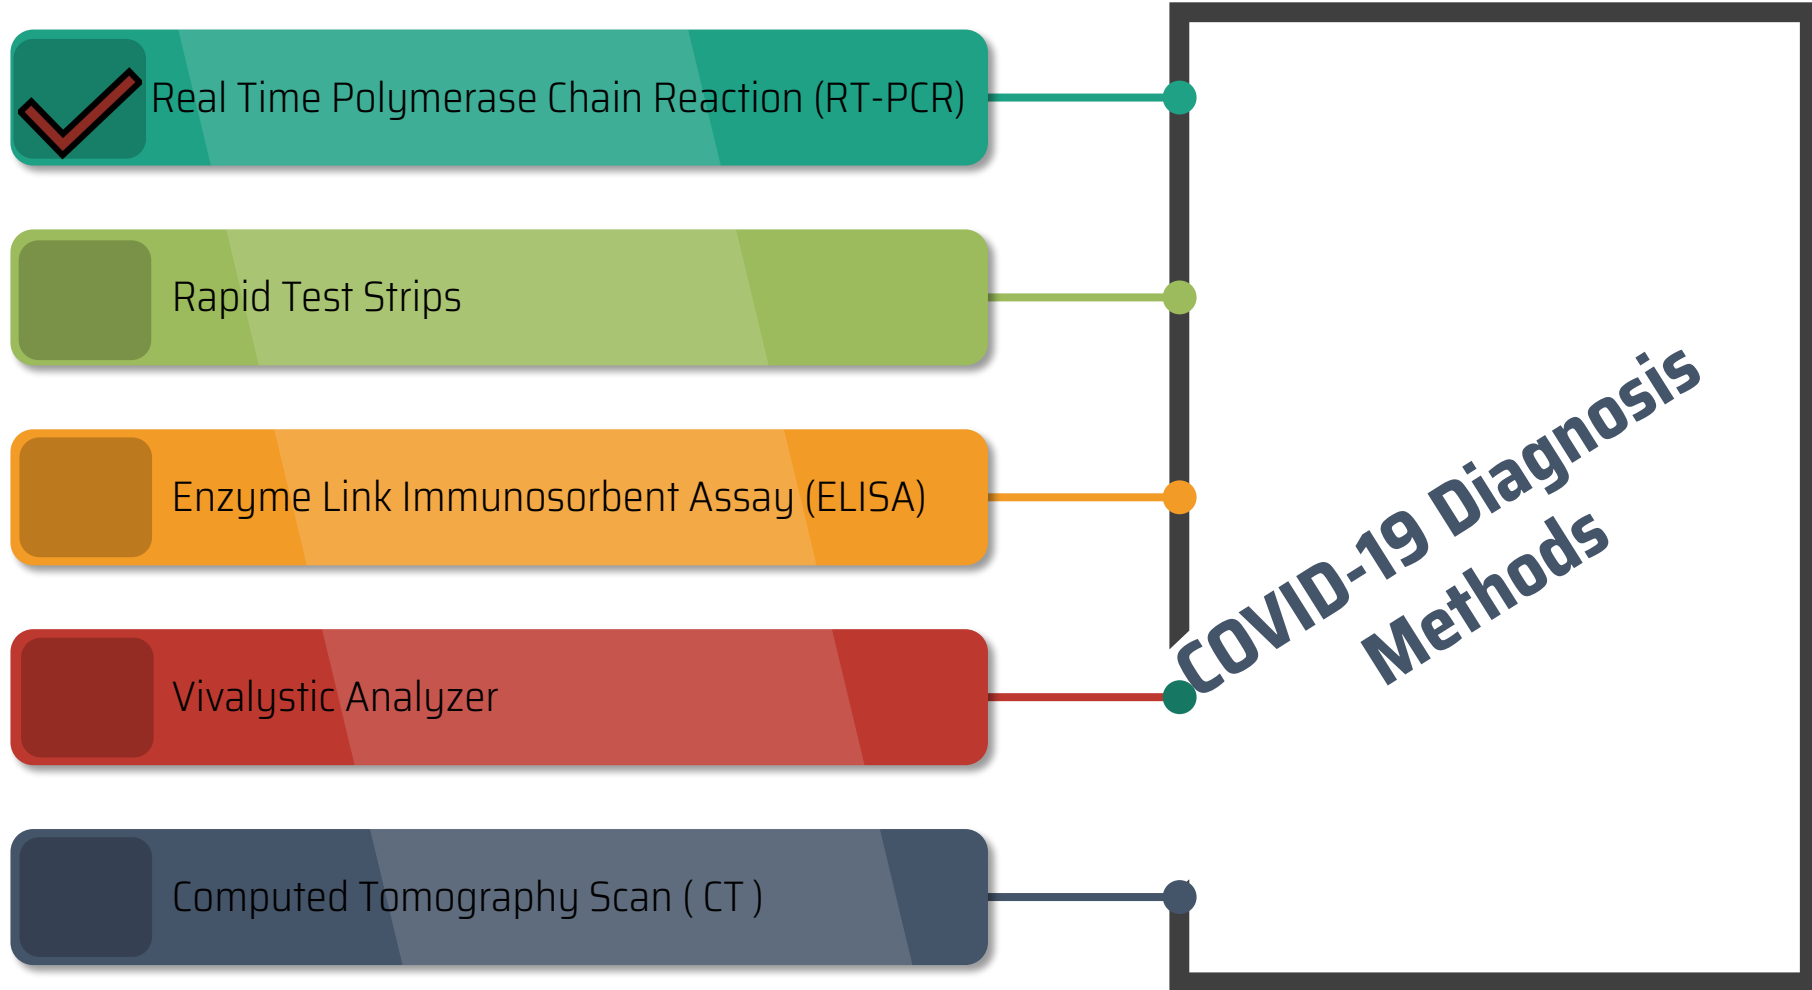 Real Time Polymerase Chain Reaction (RT-PCR)
Rapid Test Strips
Enzyme Link Immunosorbent Assay (ELISA)
Vivalystic Analyzer
Computed Tomography Scan ( CT )
COVID-19 Diagnosis
Methods